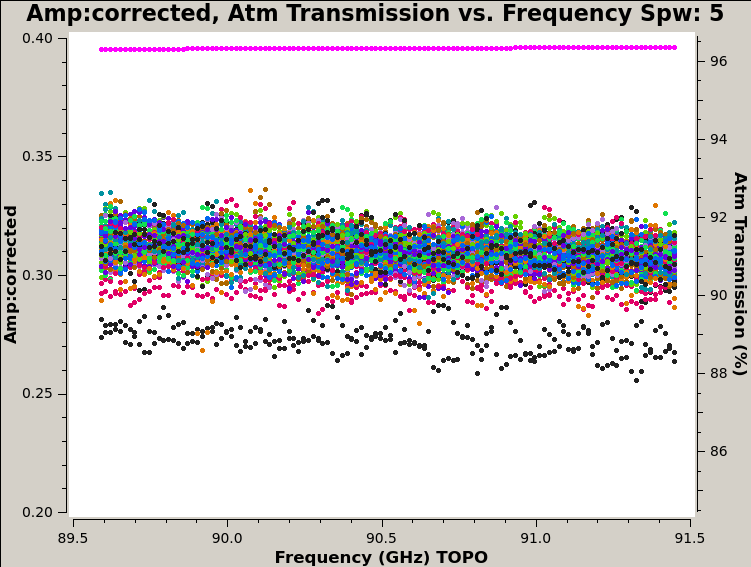 Amp:corrected, Atm Transmission vs. Frequency Spw: 5
0.40
0.35
0.30
0.25
0.20
Amp:corrected
96
94
92
90
88
86
Atm Transmission (%)
89.5 90.0 90.5 91.0 91.5
Frequency (GHz) TOPO